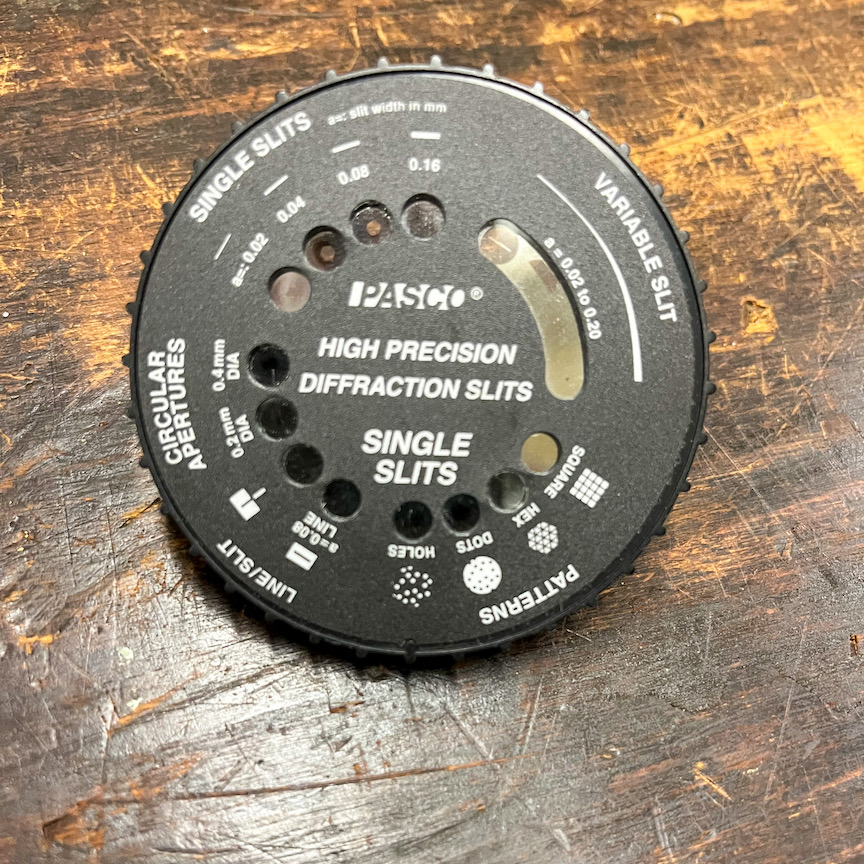 SINGLE SLITS
a=: slit width in mm
a=: 0.02
0.04
0.08
0.16
VARIABLE SLIT
a = 0.02 to 0.20
PASCO®
HIGH PRECISION
DIFFRACTION SLITS
SINGLE
SLITS
CIRCULAR
APERTURES
0.4mm
DIA
0.2mm
DIA
LINE/SLIT
a=0.08
LINE
PATTERNS
HOLES
DOTS
HEX
SQUARE